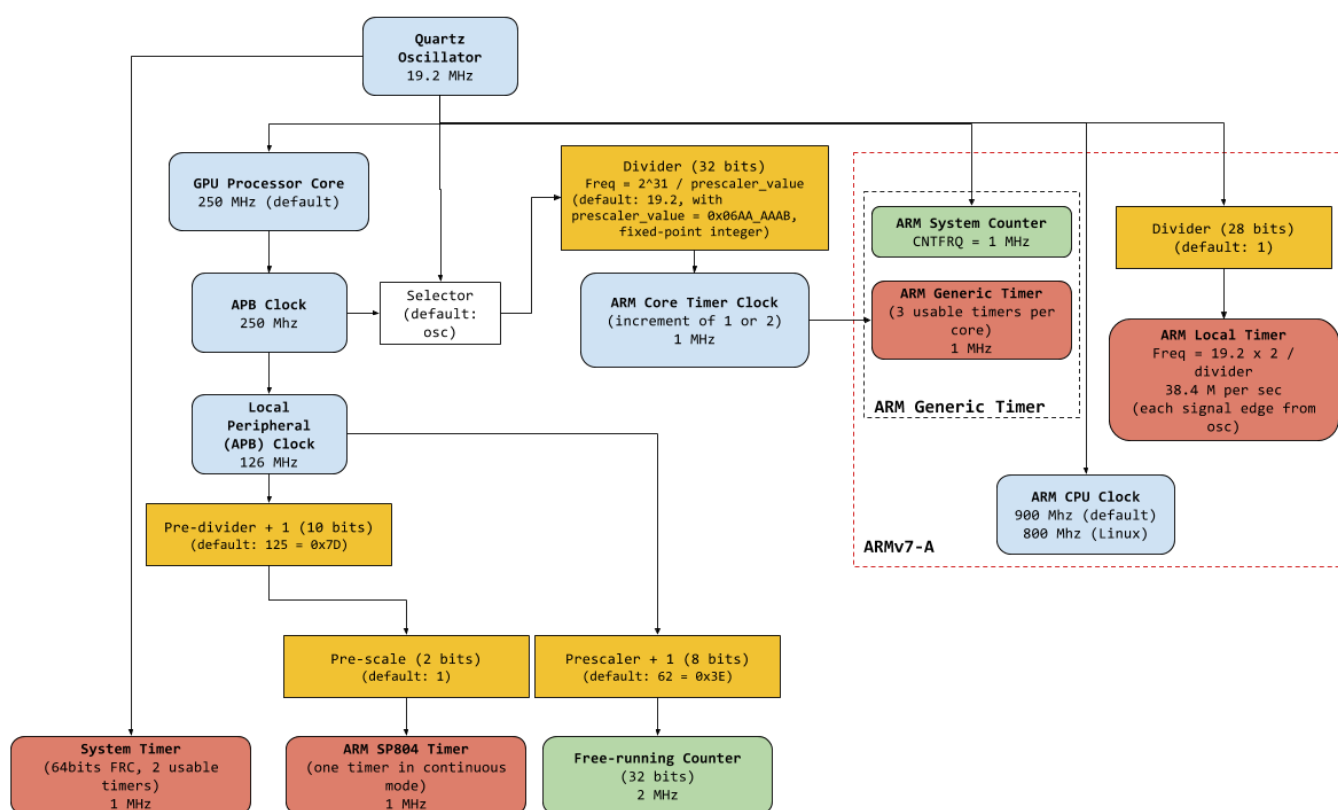 Quartz
Oscillator
19.2 MHz
GPU Processor Core
250 MHz (default)
Divider (32 bits)
Freq = 2^31 / prescaler_value
(default: 19.2, with
prescaler_value = 0x06AA_AAAB,
fixed-point integer)
ARM System Counter
CNTFRQ = 1 MHz
Divider (28 bits)
(default: 1)
APB Clock
250 Mhz
Selector
(default:
osc)
ARM Core Timer Clock
(increment of 1 or 2)
1 MHz
ARM Generic Timer
(3 usable timers per
core)
1 MHz
ARM Generic Timer
ARM Local Timer
Freq = 19.2 x 2 /
divider
38.4 M per sec
(each signal edge from
osc)
Local
Peripheral
(APB) Clock
126 MHz
ARM CPU Clock
900 Mhz (default)
800 Mhz (Linux)
ARMv7-A
Pre-divider + 1 (10 bits)
(default: 125 = 0x7D)
Pre-scale (2 bits)
(default: 1)
Prescaler + 1 (8 bits)
(default: 62 = 0x3E)
System Timer
(64bits FRC, 2 usable
timers)
1 MHz
ARM SP804 Timer
(one timer in continuous
mode)
1 MHz
Free-running Counter
(32 bits)
2 MHz